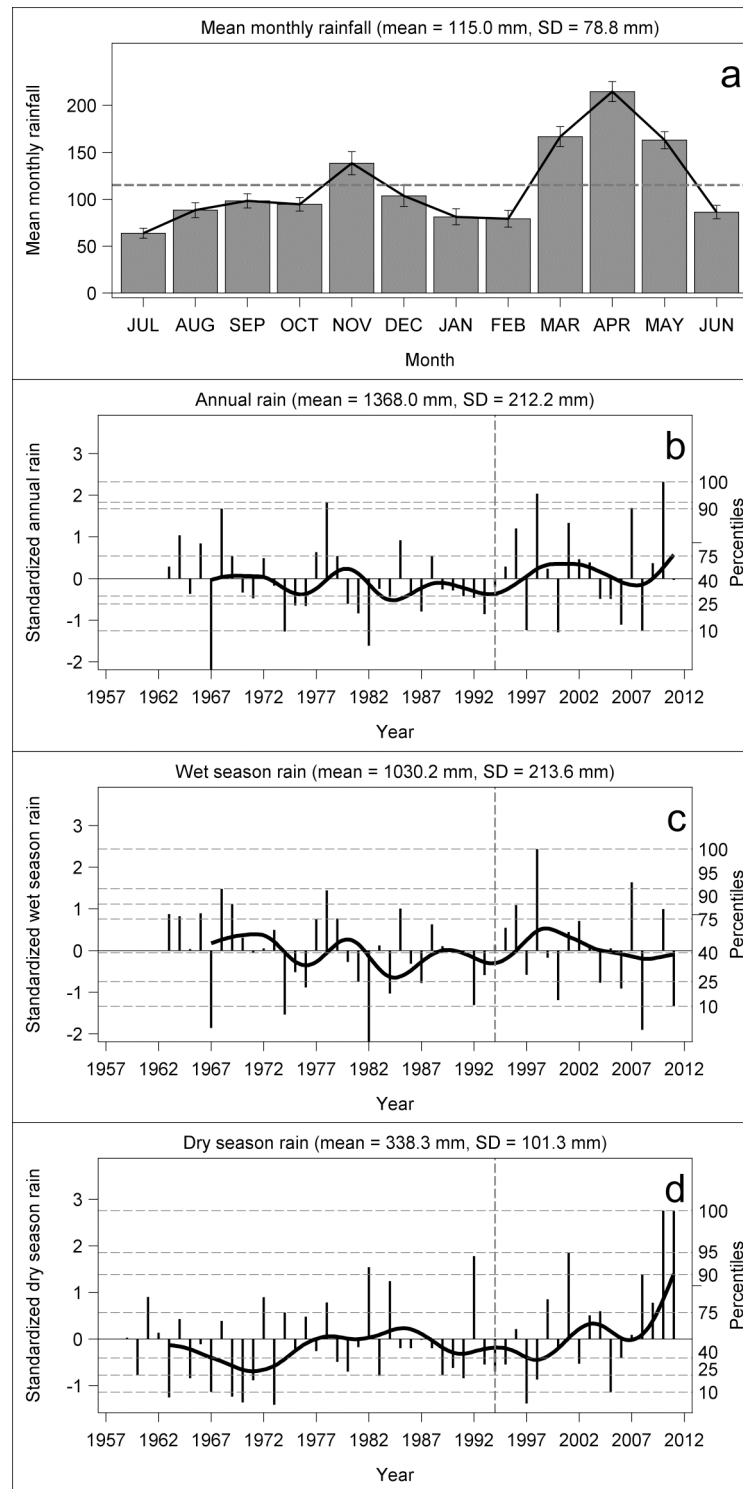 Mean monthly rainfall (mean = 115.0 mm, SD = 78.8 mm)
a
Mean monthly rainfall
200
150
100
50
0
JUL AUG SEP OCT NOV DEC JAN FEB MAR APR MAY JUN
Month
Annual rain (mean = 1368.0 mm, SD = 212.2 mm)
b
Standardized annual rain
3
2
1
0
-1
-2
100
90
75
40
25
10
Percentiles
1957 1962 1967 1972 1977 1982 1987 1992 1997 2002 2007 2012
Year
Wet season rain (mean = 1030.2 mm, SD = 213.6 mm)
c
Standardized wet season rain
3
2
1
0
-1
-2
100
95
90
75
40
25
10
Percentiles
1957 1962 1967 1972 1977 1982 1987 1992 1997 2002 2007 2012
Year
Dry season rain (mean = 338.3 mm, SD = 101.3 mm)
d
Standardized dry season rain
3
2
1
0
-1
100
95
90
75
40
25
10
Percentiles
1957 1962 1967 1972 1977 1982 1987 1992 1997 2002 2007 2012
Year